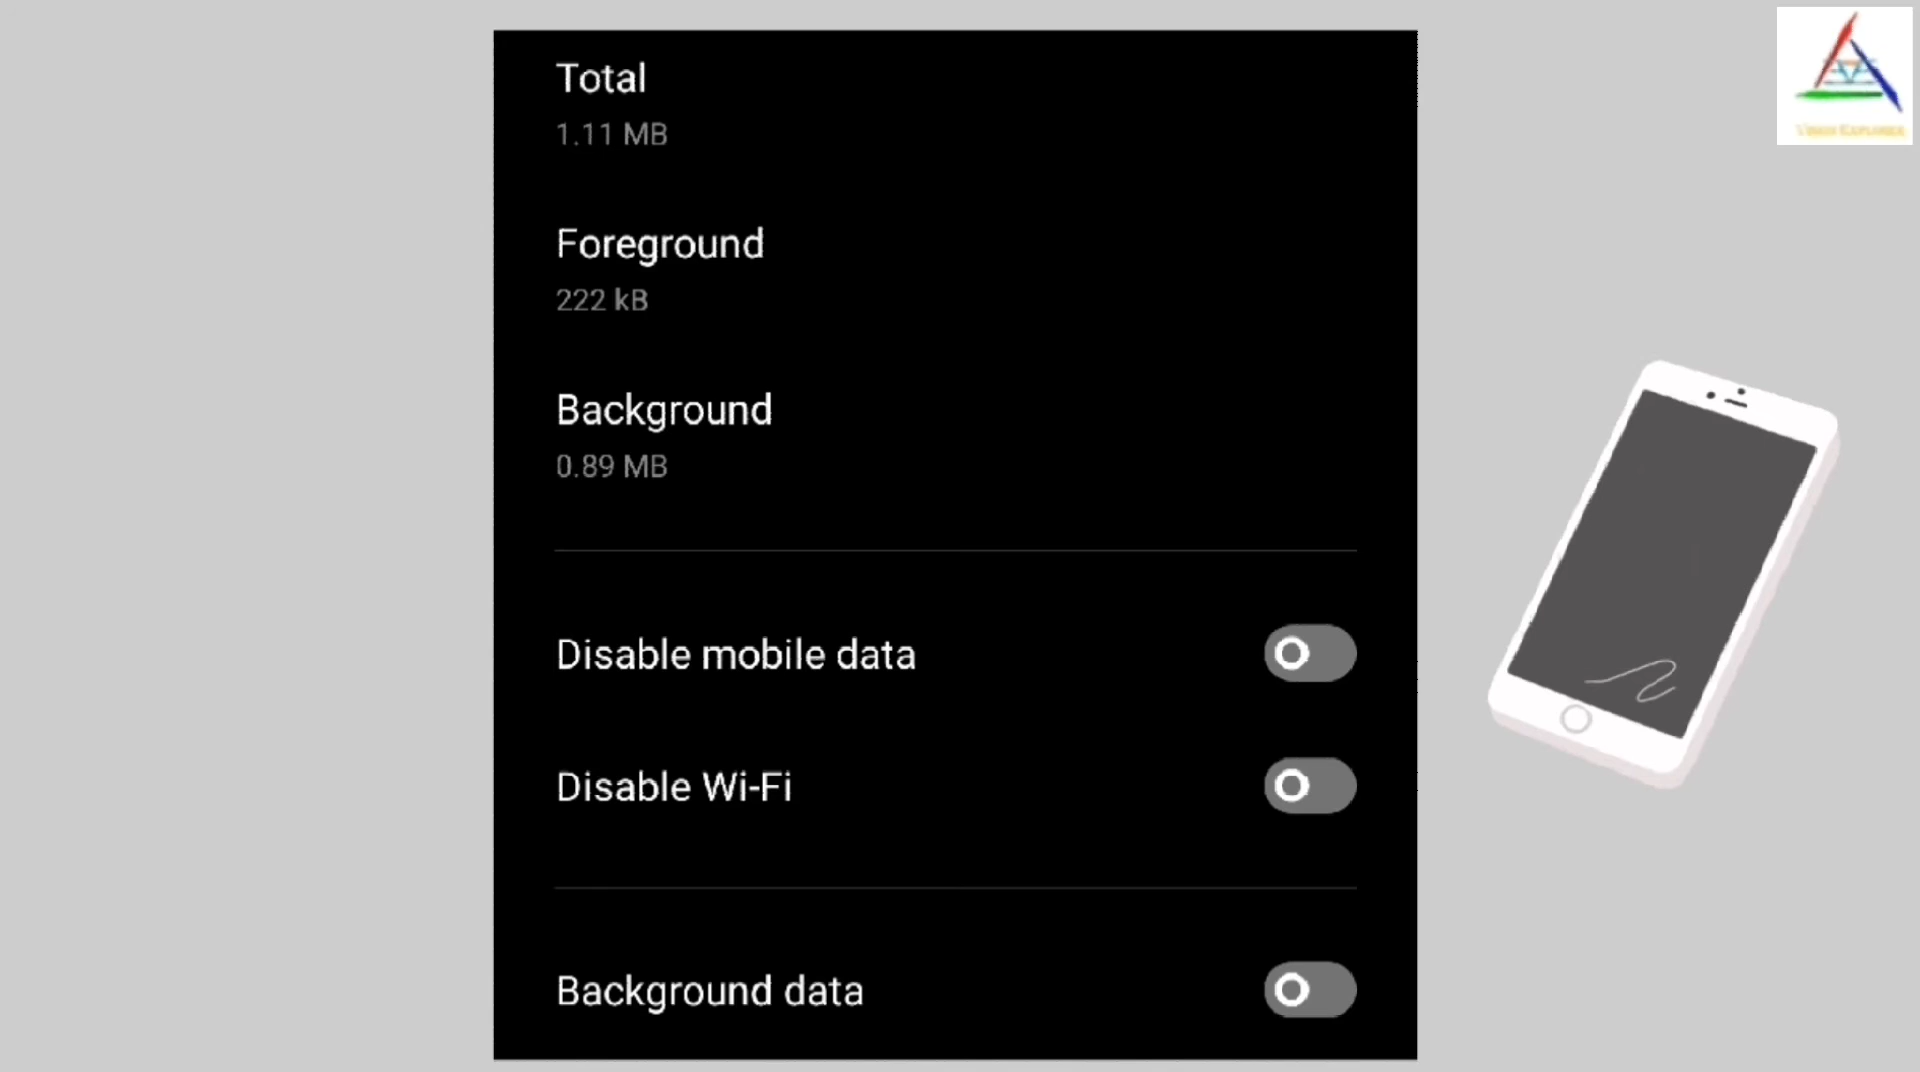 Total
1.11 MB
Foreground
222 kB
Background
0.89 MB
Disable mobile data
Disable Wi-Fi
Background data